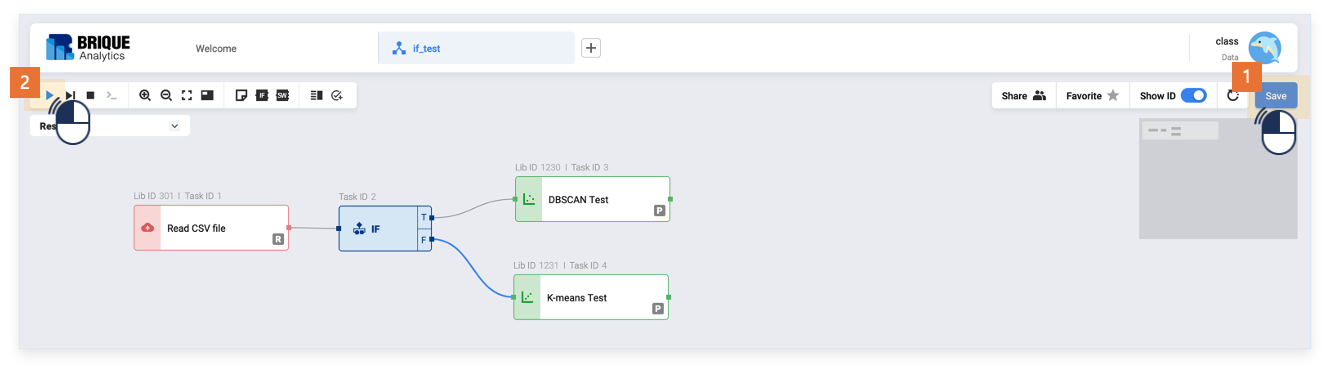 BRIQUE
Analytics
Welcome
if_test
class
Data
1
2
IF
SW
Share
Favorite
Show ID
Save
Res
Lib ID 1230 | Task ID 3
DBSCAN Test
P
Lib ID 301 | Task ID 1
Read CSV file
R
Task ID 2
IF
T
F
Lib ID 1231 | Task ID 4
K-means Test
P